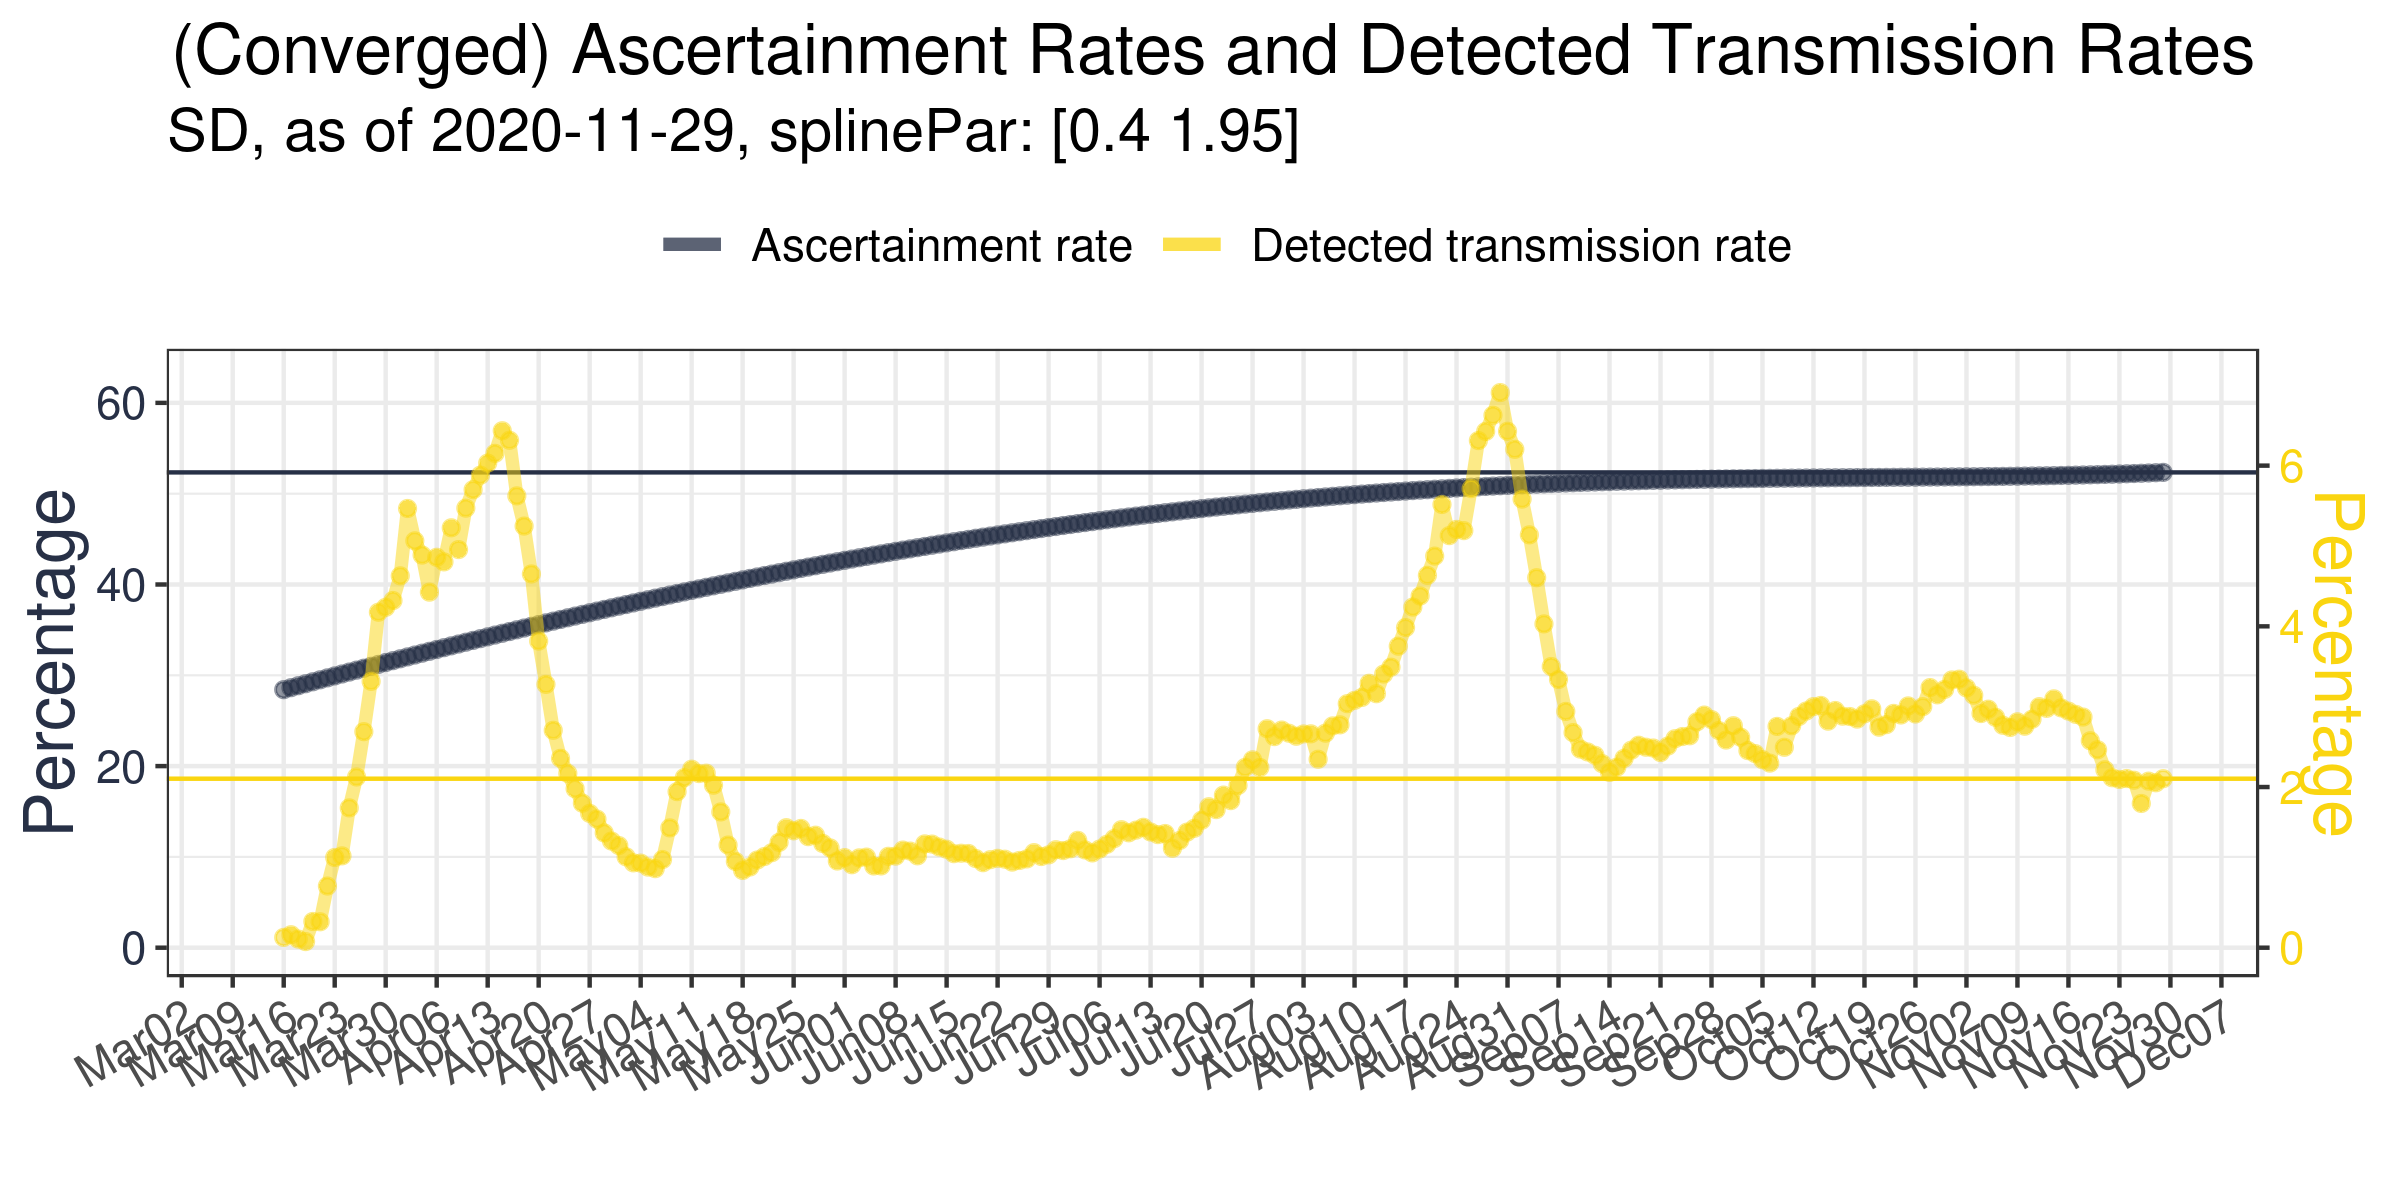 (Converged) Ascertainment Rates and Detected Transmission Rates
SD, as of 2020-11-29, splinePar: [0.4 1.95]
Ascertainment rate Detected transmission rate
Percentage
60
40
20
0
6
4
2
0
Percentage
Mar02 Mar09 Mar16 Mar23 Mar30 Apr06 Apr13 Apr20 Apr27 May04 May11 May18 May25 Jun01 Jun08 Jun15 Jun22 Jun29 Jul06 Jul13 Jul20 Jul27 Aug03 Aug10 Aug17 Aug24 Aug31 Sep07 Sep14 Sep21 Sep28 Oct05 Oct12 Oct19 Oct26 Nov02 Nov09 Nov16 Nov23 Nov30 Dec07